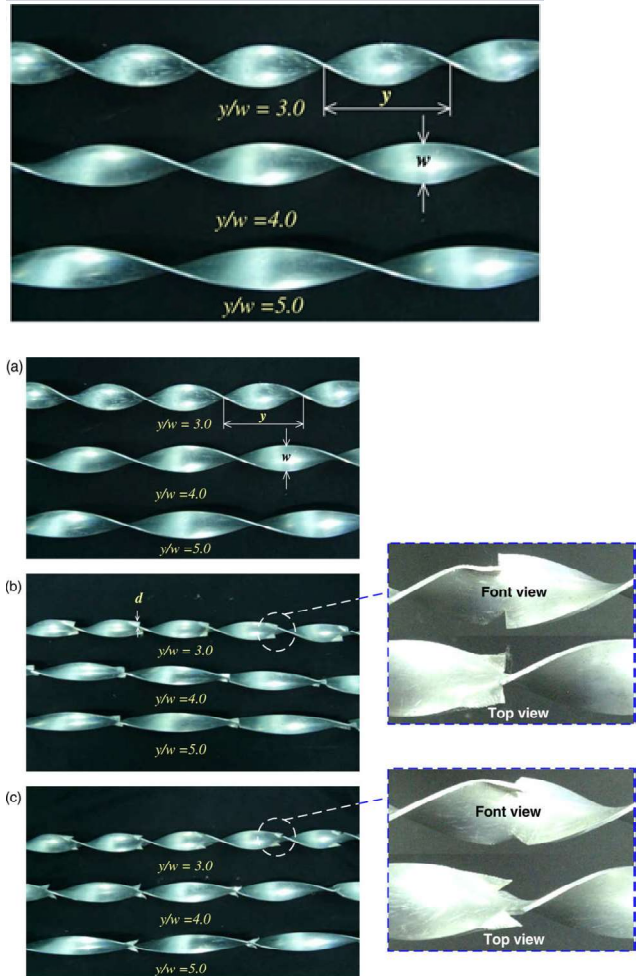 y
y/w = 3.0
w
y/w =4.0
y/w=5.0
(a)
y/w = 3.0
y
w
y/w =4.0
y/w =5.0
(b)
d
y/w = 3.0
y/w =4.0
y/w =5.0
Font view
Top view
(c)
y/w = 3.0
y/w =4.0
y/w =5.0
Font view
Top view